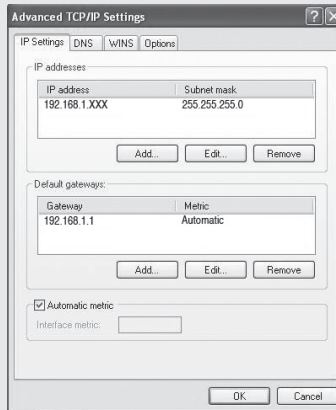 Advanced TCP/IP Settings
IP Settings DNS WINS Options
IP addresses
IP address Subnet mask
192.168.1.XXX 255.255.255.0
Add... Edit... Remove
Default gateways:
Gateway Metric
192.168.1.1 Automatic
Add... Edit... Remove
Automatic metric
Interface metric:
OK Cancel